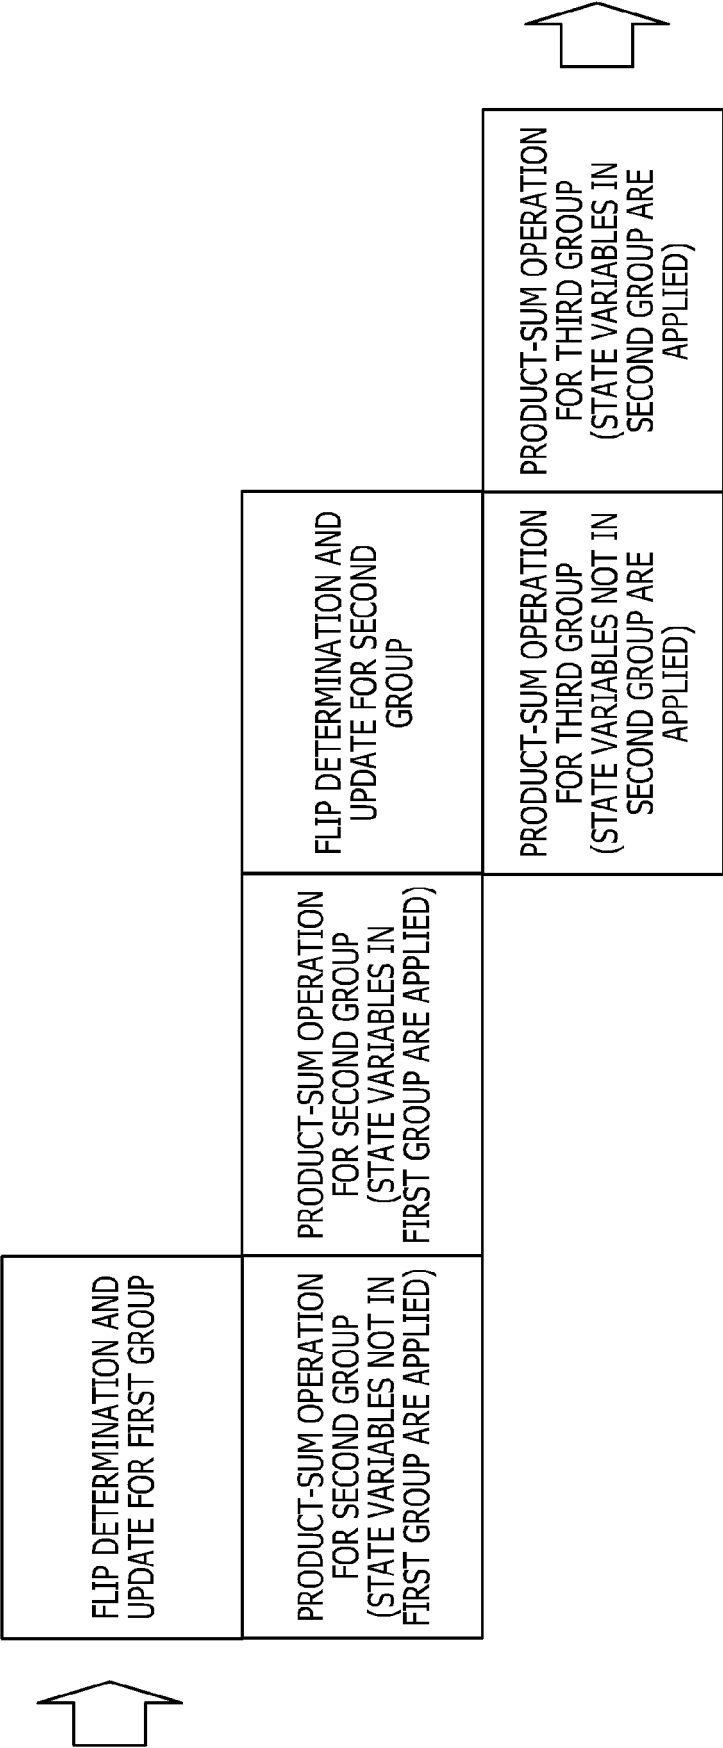 FLIP DETERMINATION AND
UPDATE FOR FIRST GROUP
PRODUCT-SUM OPERATION
FOR SECOND GROUP
(STATE VARIABLES NOT IN
FIRST GROUP ARE APPLIED)
PRODUCT-SUM OPERATION
FOR SECOND GROUP
(STATE VARIABLES IN
FIRST GROUP ARE APPLIED)
FLIP DETERMINATION AND
UPDATE FOR SECOND
GROUP
PRODUCT-SUM OPERATION
FOR THIRD GROUP
(STATE VARIABLES NOT IN
SECOND GROUP ARE
APPLIED)
PRODUCT-SUM OPERATION
FOR THIRD GROUP
(STATE VARIABLES IN
SECOND GROUP ARE
APPLIED)